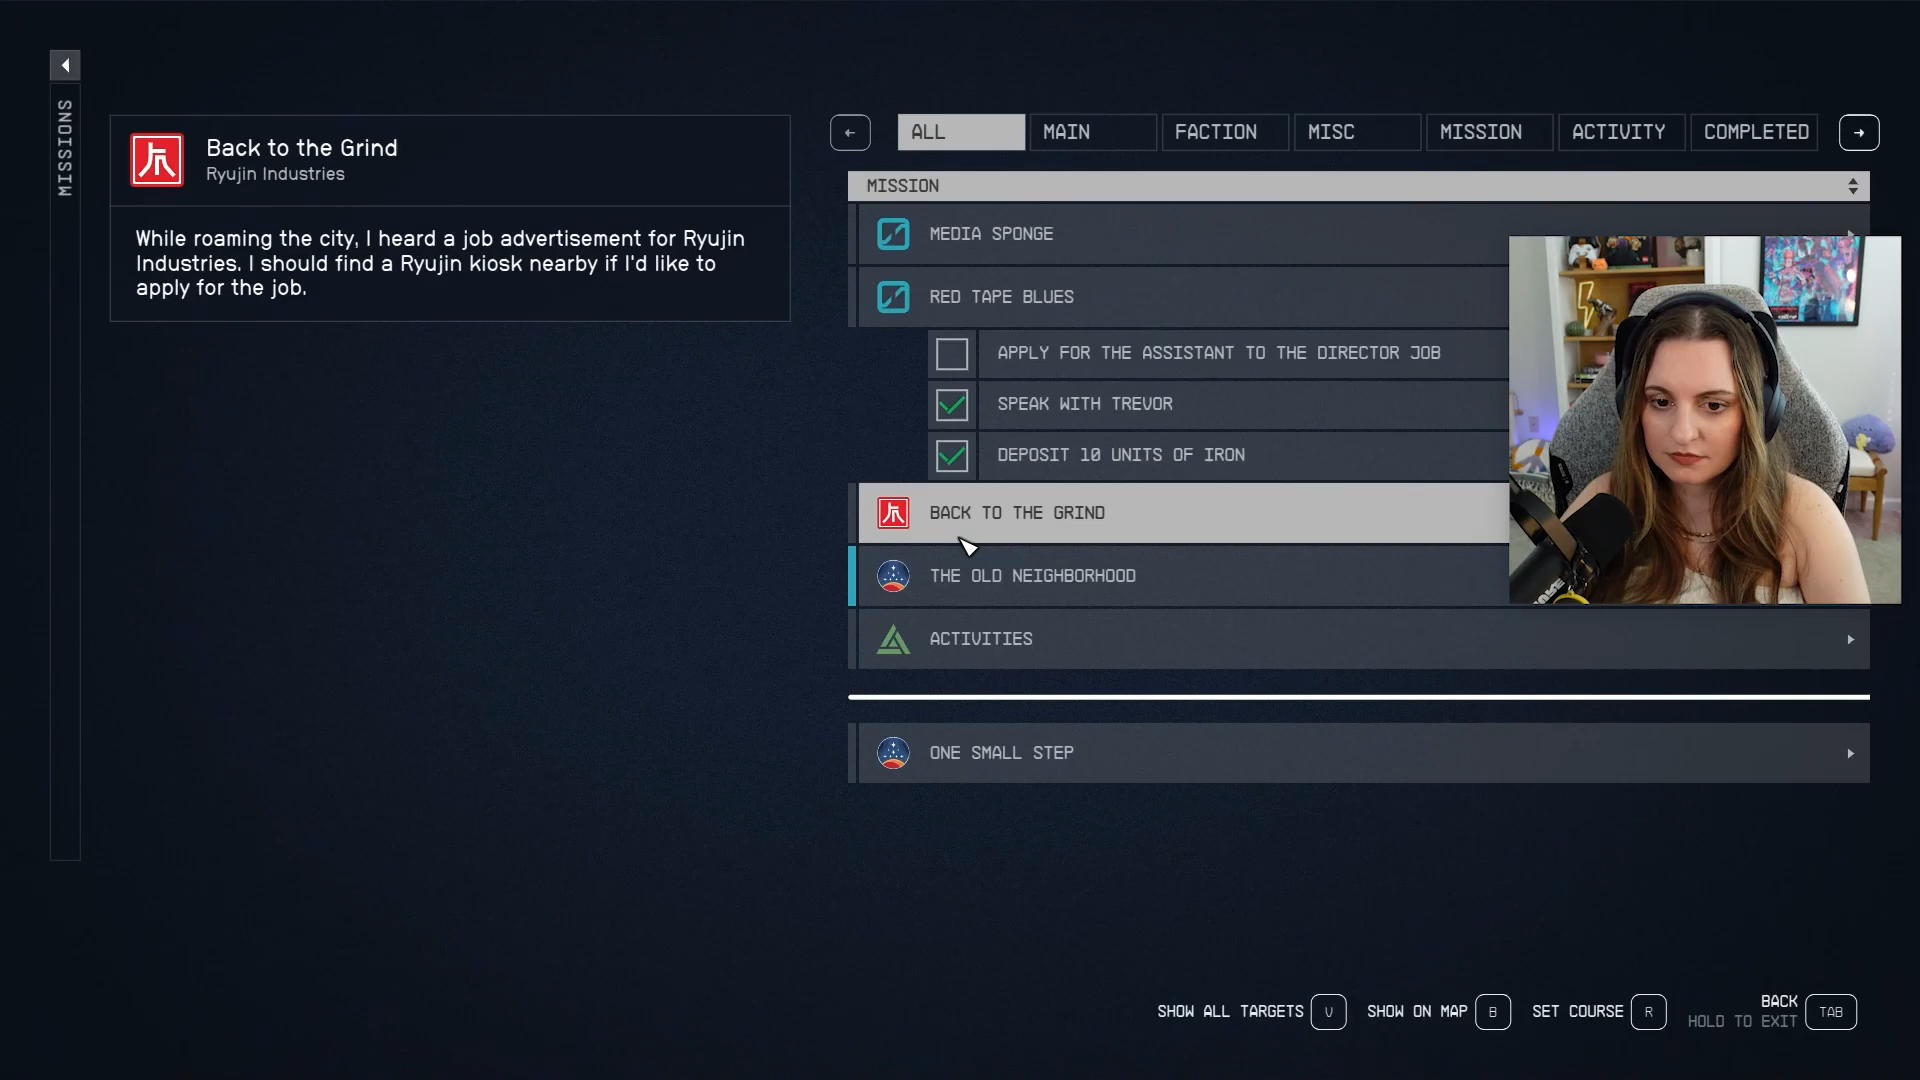 MISSIONS
Back to the Grind
Ryujin Industries
While roaming the city, I heard a job advertisement for Ryujin
Industries. I should find a Ryujin kiosk nearby if I'd like to
apply for the job.
ALL MAIN FACTION MISC MISSION ACTIVITY COMPLETED
MISSION
MEDIA SPONGE
RED TAPE BLUES
APPLY FOR THE ASSISTANT TO THE DIRECTOR JOB
SPEAK WITH TREVOR
DEPOSIT 10 UNITS OF IRON
BACK TO THE GRIND
THE OLD NEIGHBORHOOD
ACTIVITIES
ONE SMALL STEP
SHOW ALL TARGETS V SHOW ON MAP B SET COURSE R BACK TAB
HOLD TO EXIT